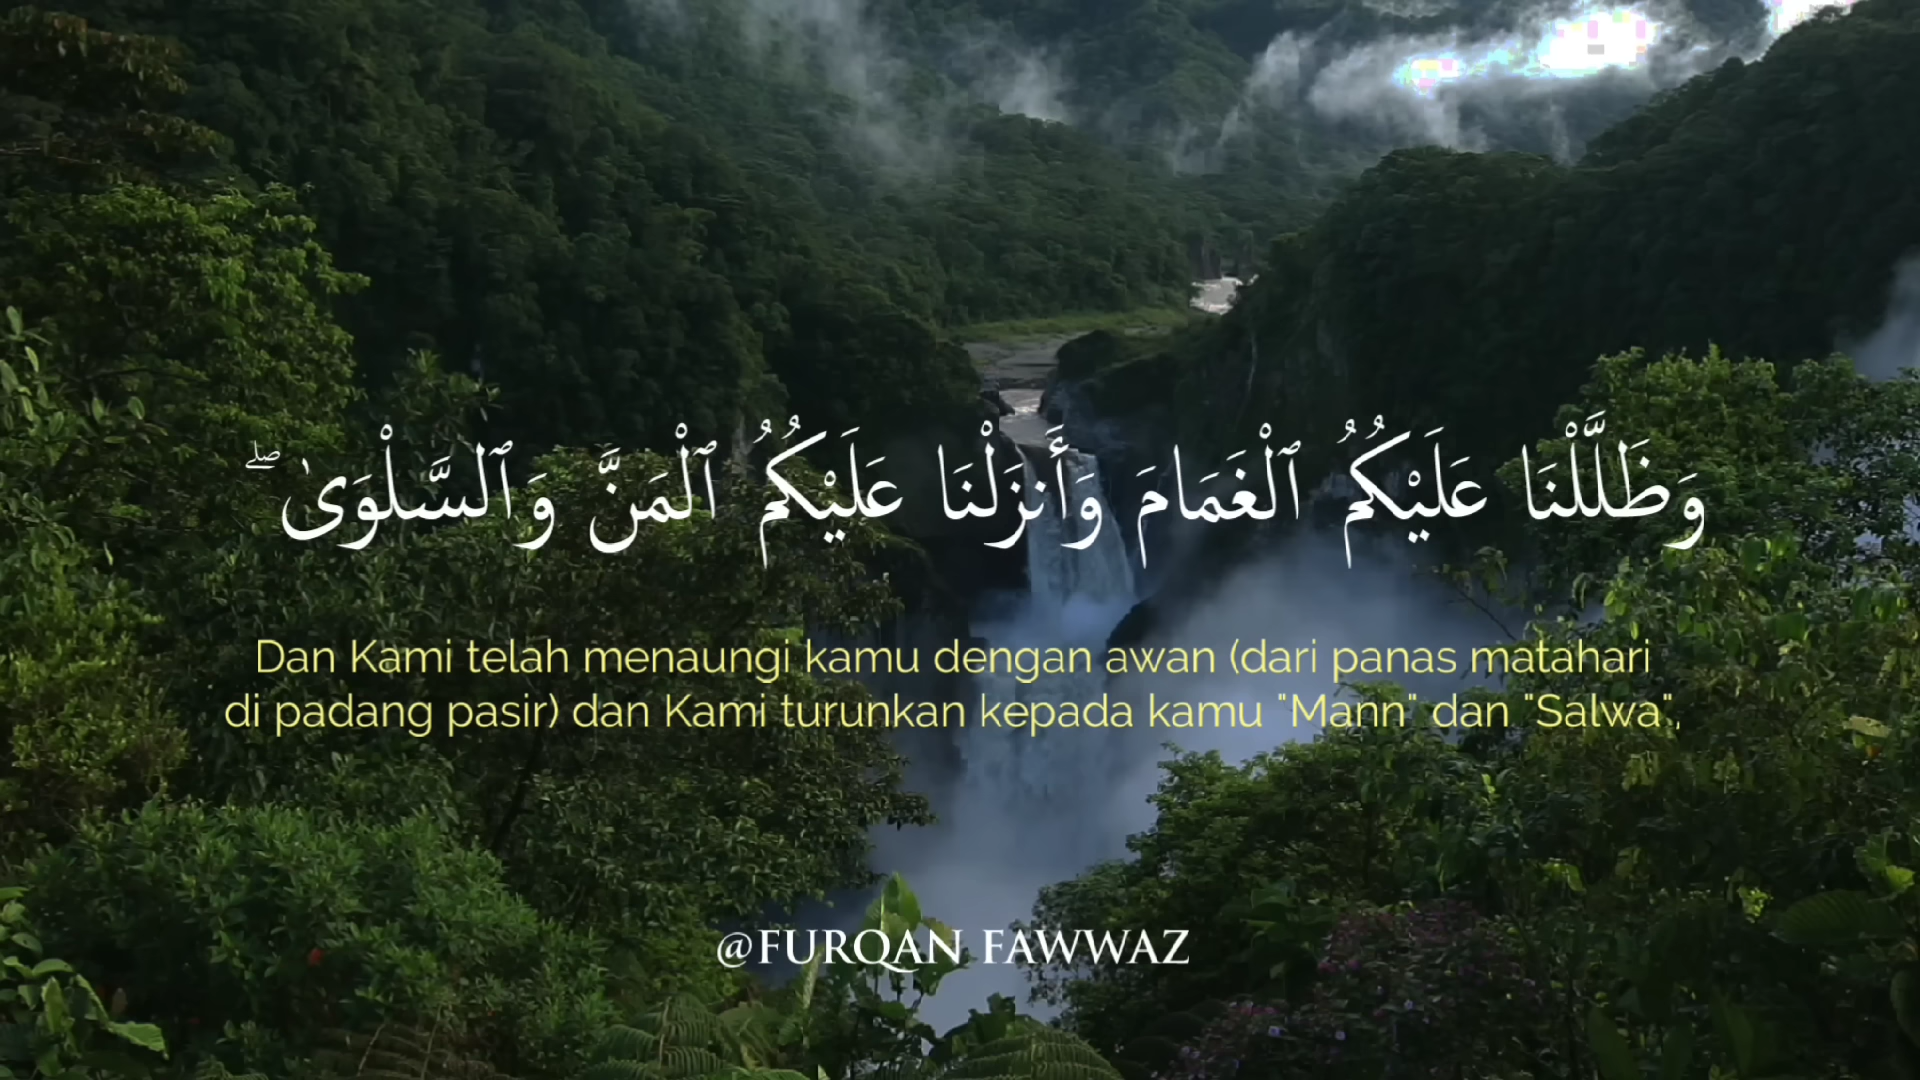 وَظَلَّلْنَا عَلَيْكُمُ ٱلْغَمَامَ وَأَنزَلْنَا عَلَيْكُمُ ٱلْمَنَّ وَٱلسَّلْوَىٰ ۖ
Dan Kami telah menaungi kamu dengan awan (dari panas matahari
di padang pasir) dan Kami turunkan kepada kamu "Mann" dan "Salwa",
@FURQAN FAWWAZ